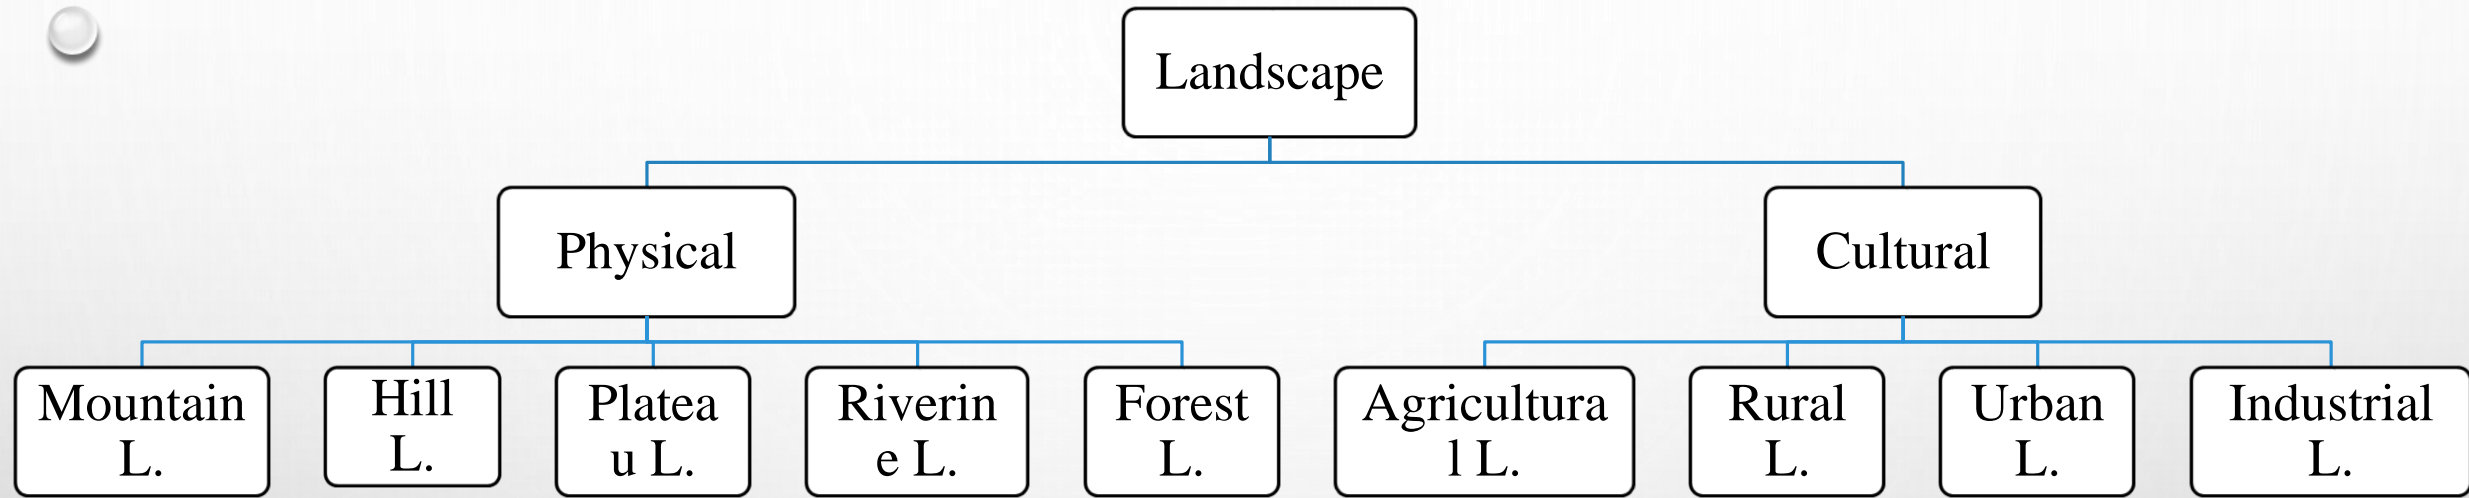 Landscape
Physical
Cultural
Mountain
L.
Hill
L.
Platea
u L.
Riverin
e L.
Forest
L.
Agricultura
l L.
Rural
L.
Urban
L.
Industrial
L.